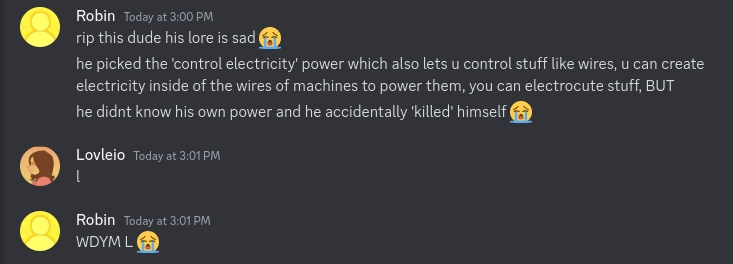 Robin Today at 3:00 PM
rip this dude his lore is sad 😭
he picked the 'control electricity' power which also lets u control stuff like wires, u can create
electricity inside of the wires of machines to power them, you can electrocute stuff, BUT
he didnt know his own power and he accidentally 'killed' himself 😭
Lovleio Today at 3:01 PM
l
Robin Today at 3:01 PM
WDYM L 😭